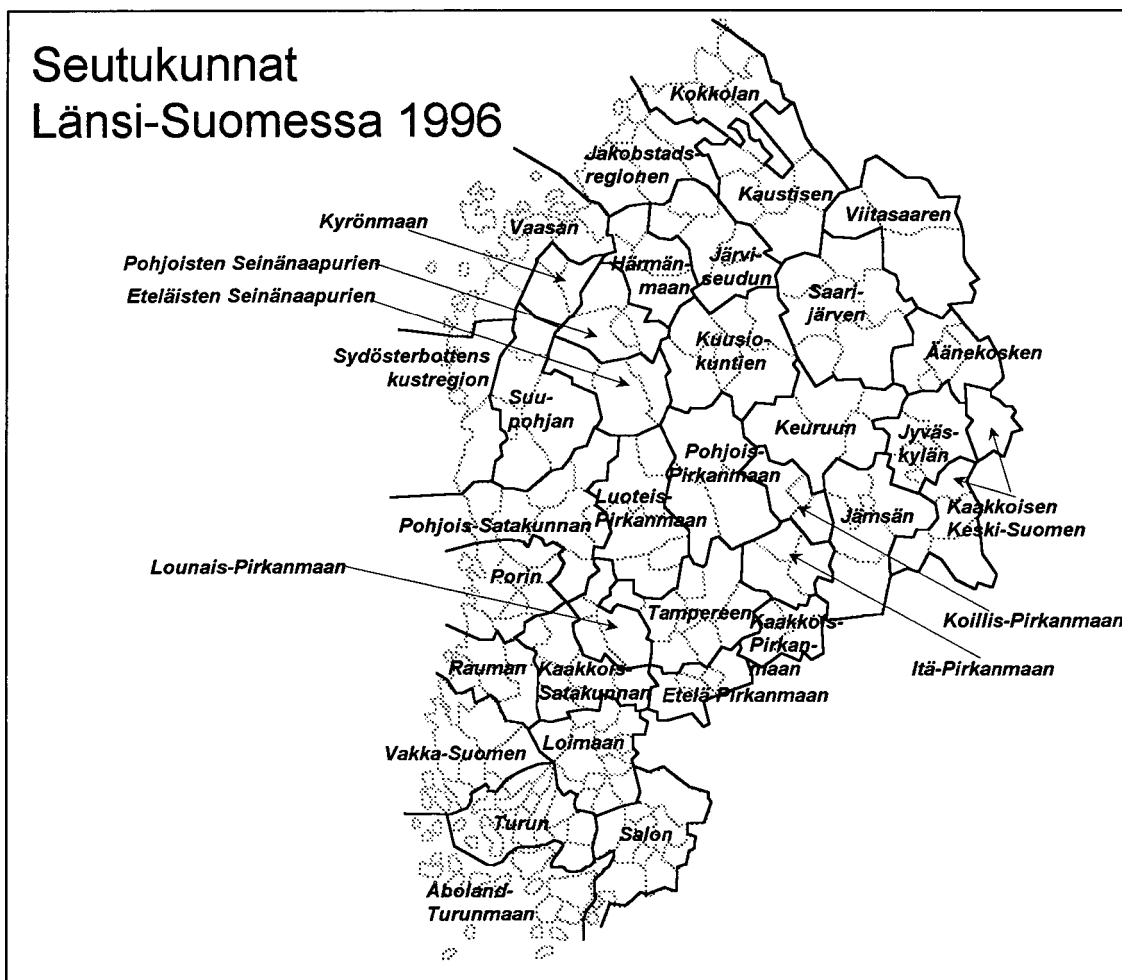 Seutukunnat
Länsi-Suomessa 1996
Kokkolan
Jakobstads-
regionen
Kaustisen
Viitasaaren
Kyrönmaan
Vaasan
Pohjoisten Seinänaapurien
Härmän-
maan
Järvi-
seudun
Eteläisten Seinänaapurien
Saari-
järven
Sydösterbottens
kustregion
Kuusio-
kuntien
Äänekosken
Suu-
pohjan
Keuruun
Jyväs-
kylän
Pohjois-
Pirkanmaan
Luoteis-
Pirkanmaan
Jämsän
Kaakkoisen
Keski-Suomen
Pohjois-Satakunnan
Lounais-Pirkanmaan
Porin
Tampereen
Kaakkois-
Pirkan-
maan
Koillis-Pirkanmaan
Itä-Pirkanmaan
Rauman
Kaakkois-
Satakunnan
Etelä-Pirkanmaan
Vakka-Suomen
Loimaan
Turun
Salon
Åboland-
Turunmaan